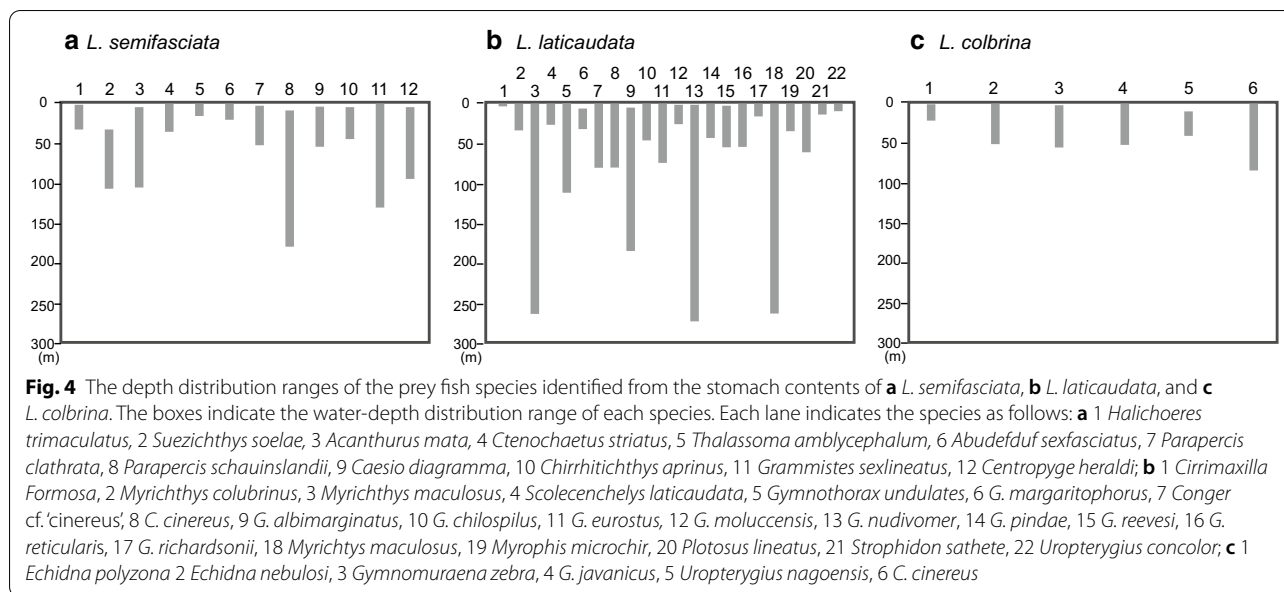 a L. semifasciata
b L. laticaudata
c L. colbrina
1 2 3 4 5 6 7 8 9 10 11 12
2 4 6 8 10 12 14 16 18 20 22
1 3 5 7 9 11 13 15 17 19 21
1 2 3 4 5 6
0
50
100
150
200
250
300
(m)
0
50
100
150
200
250
300
(m)
0
50
100
150
200
250
300
(m)
Fig. 4 The depth distribution ranges of the prey fish species identified from the stomach contents of a L. semifasciata, b L. laticaudata, and c
L. colbrina. The boxes indicate the water-depth distribution range of each species. Each lane indicates the species as follows: a 1 Halichoeres
trimaculatus, 2 Suezichthys soelae, 3 Acanthurus mata, 4 Ctenochaetus striatus, 5 Thalassoma amblycephalum, 6 Abudefduf sexfasciatus, 7 Parapercis
clathrata, 8 Parapercis schauinslandii, 9 Caesio diagramma, 10 Chirrhitichthys aprinus, 11 Grammistes sexlineatus, 12 Centropyge heraldi; b 1 Cirrimaxilla
Formosa, 2 Myrichthys colubrinus, 3 Myrichthys maculosus, 4 Scolecenchelys laticaudata, 5 Gymnothorax undulates, 6 G. margaritophorus, 7 Conger
cf. 'cinereus', 8 C. cinereus, 9 G. albimarginatus, 10 G. chilospilus, 11 G. eurostus, 12 G. moluccensis, 13 G. nudivomer, 14 G. pindae, 15 G. reevesi, 16 G.
reticularis, 17 G. richardsonii, 18 Myrichtys maculosus, 19 Myrophis microchir, 20 Plotosus lineatus, 21 Strophidon sathete, 22 Uropterygius concolor; c 1
Echidna polyzona 2 Echidna nebulosi, 3 Gymnomuraena zebra, 4 G. javanicus, 5 Uropterygius nagoensis, 6 C. cinereus